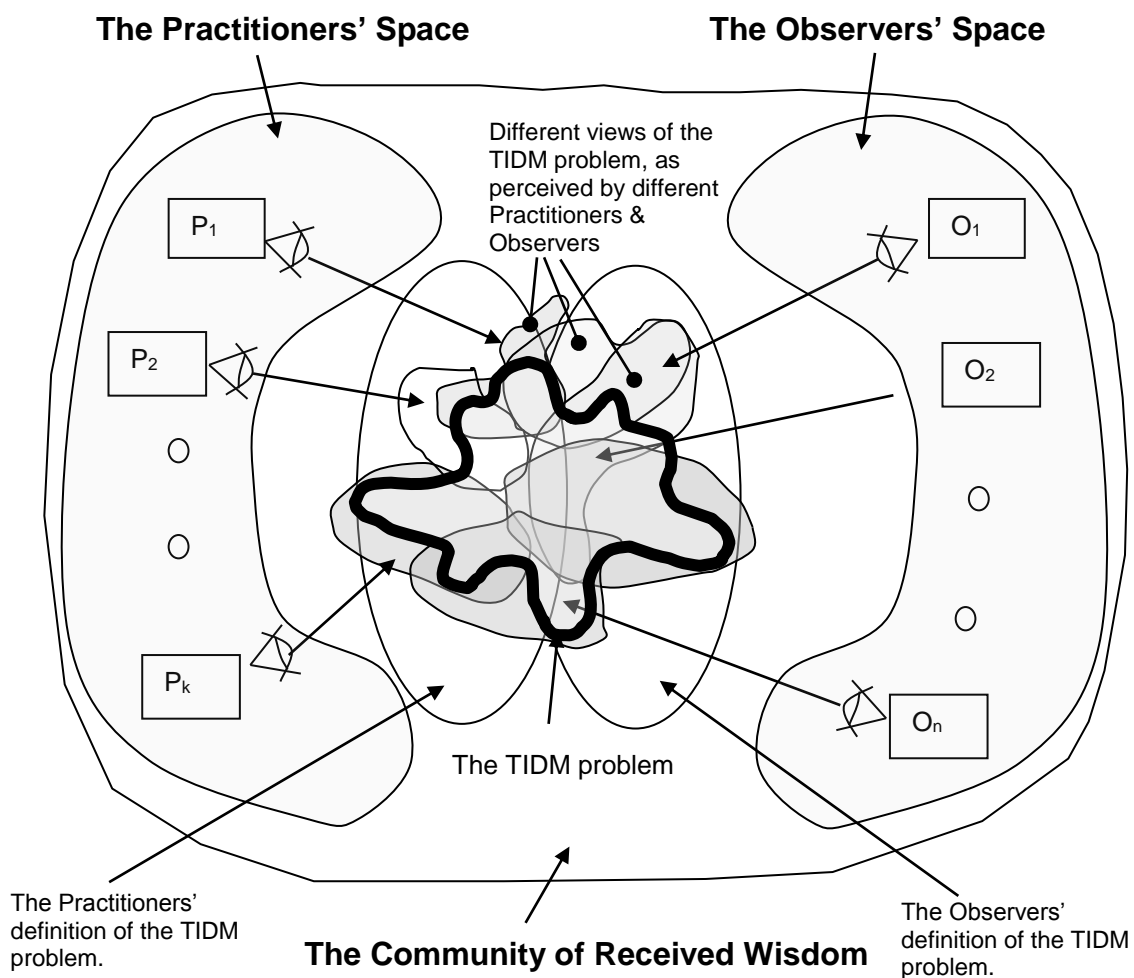 The Practitioners’ Space
The Observers’ Space
Different views of the
TIDM problem, as
perceived by different
Practitioners &
Observers
P1
O1
P2
O2
Pk
On
The TIDM problem
The Practitioners’
definition of the TIDM
problem.
The Community of Received Wisdom
The Observers’
definition of the TIDM
problem.